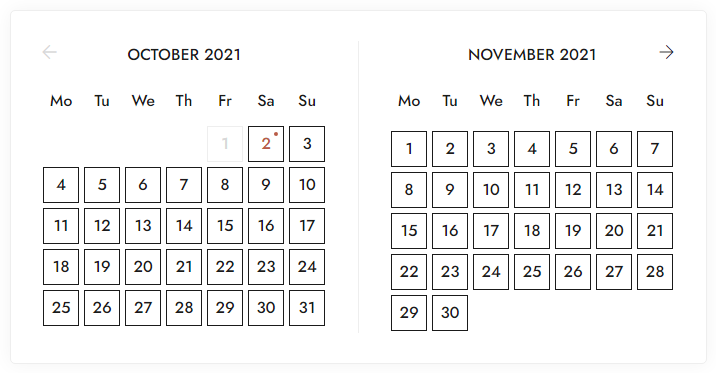 OCTOBER 2021
Mo Tu We Th Fr Sa Su
1 2 3
4 5 6 7 8 9 10
11 12 13 14 15 16 17
18 19 20 21 22 23 24
25 26 27 28 29 30 31
NOVEMBER 2021
Mo Tu We Th Fr Sa Su
1 2 3 4 5 6 7
8 9 10 11 12 13 14
15 16 17 18 19 20 21
22 23 24 25 26 27 28
29 30